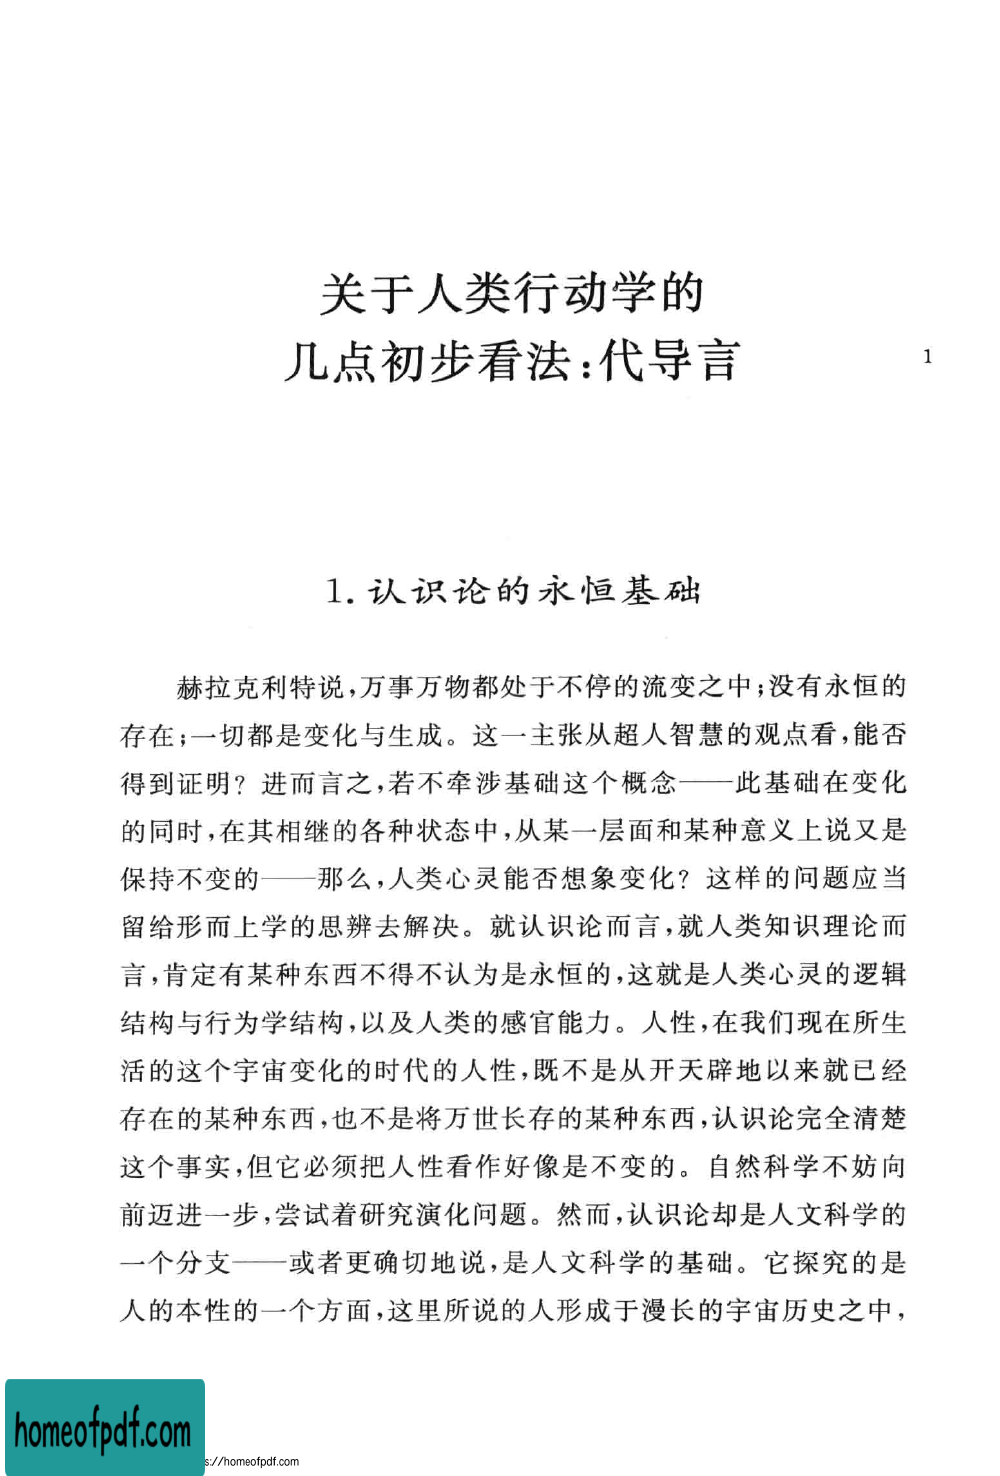 关于人类行动学的
几点初步看法:代导言
1
1. 认识论的永恒基础
赫拉克利特说,万事万物都处于不停的流变之中;没有永恒的
存在;一切都是变化与生成。这一主张从超人智慧的观点看,能否
得到证明? 进而言之,若不牵涉基础这个概念——此基础在变化
的同时,在其相继的各种状态中,从某一层面和某种意义上说又是
保持不变的——那么,人类心灵能否想象变化? 这样的问题应当
留给形而上学的思辨去解决。就认识论而言,就人类知识理论而
言,肯定有某种东西不得不认为是永恒的,这就是人类心灵的逻辑
结构与行为学结构,以及人类的感官能力。人性,在我们现在所生
活的这个宇宙变化的时代的人性,既不是从开天辟地以来就已经
存在的某种东西,也不是将万世长存的某种东西,认识论完全清楚
这个事实,但它必须把人性看作好像是不变的。自然科学不妨向
前迈进一步,尝试着研究演化问题。然而,认识论却是人文科学的
一个分支——或者更确切地说,是人文科学的基础。它探究的是
人的本性的一个方面,这里所说的人形成于漫长的宇宙历史之中,
homeofpdf.com
s://homeofpdf.com